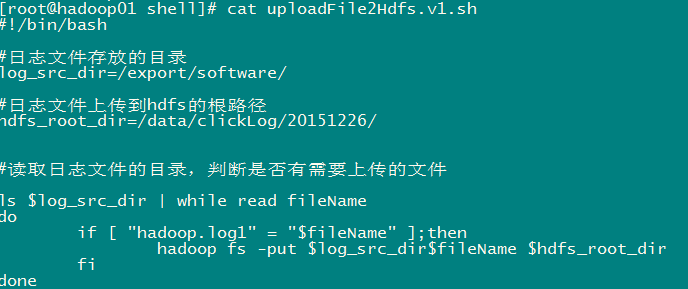 [root@hadoop01 shell]# cat uploadFile2Hdfs.v1.sh
#!/bin/bash
#日志文件存放的目录
log_src_dir=/export/software/
#日志文件上传到hdfs的根路径
hdfs_root_dir=/data/clickLog/20151226/
#读取日志文件的目录，判断是否有需要上传的文件
ls $log_src_dir | while read fileName
do
if [ "hadoop.log1" = "$fileName" ];then
hadoop fs -put $log_src_dir$fileName $hdfs_root_dir
fi
done